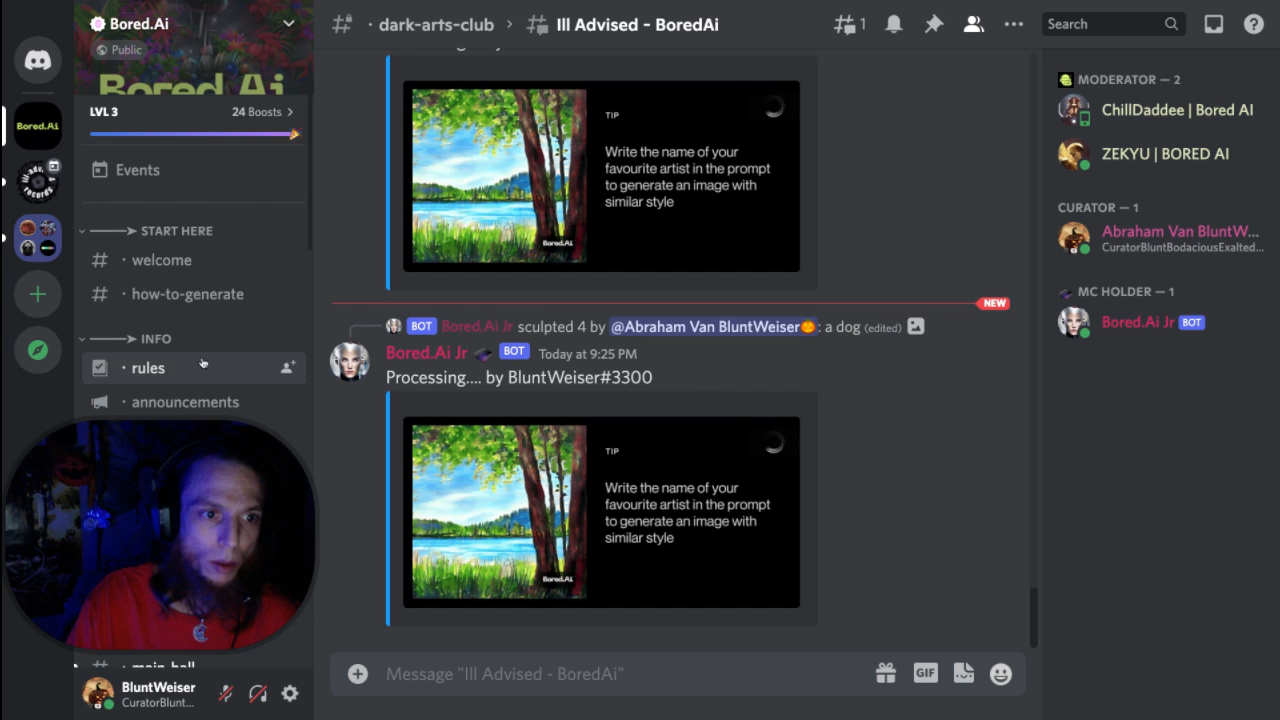 Bored.Ai
Public
Bored Ai
LVL 3
24 Boosts
Events
START HERE
# · welcome
# · how-to-generate
INFO
· rules
· announcements
BluntWeiser
CuratorBlunt...
Bored.Ai
· dark-arts-club > Ill Advised - BoredAi
1
Search
TIP
Write the name of your
favourite artist in the prompt
to generate an image with
similar style
Bored.Ai
NEW
BOT Bored.Ai Jr sculpted 4 by @Abraham Van BluntWeiser🎃: a dog (edited)
Bored.Ai Jr BOT Today at 9:25 PM
Processing.... by BluntWeiser#3300
TIP
Write the name of your
favourite artist in the prompt
to generate an image with
similar style
Bored.Ai
Message "Ill Advised - BoredAi"
GIF
MODERATOR — 2
ChillDaddee | Bored AI
ZEKYU | BORED AI
CURATOR — 1
Abraham Van BluntW...
CuratorBluntBodaciousExalted...
MC HOLDER — 1
Bored.Ai Jr BOT